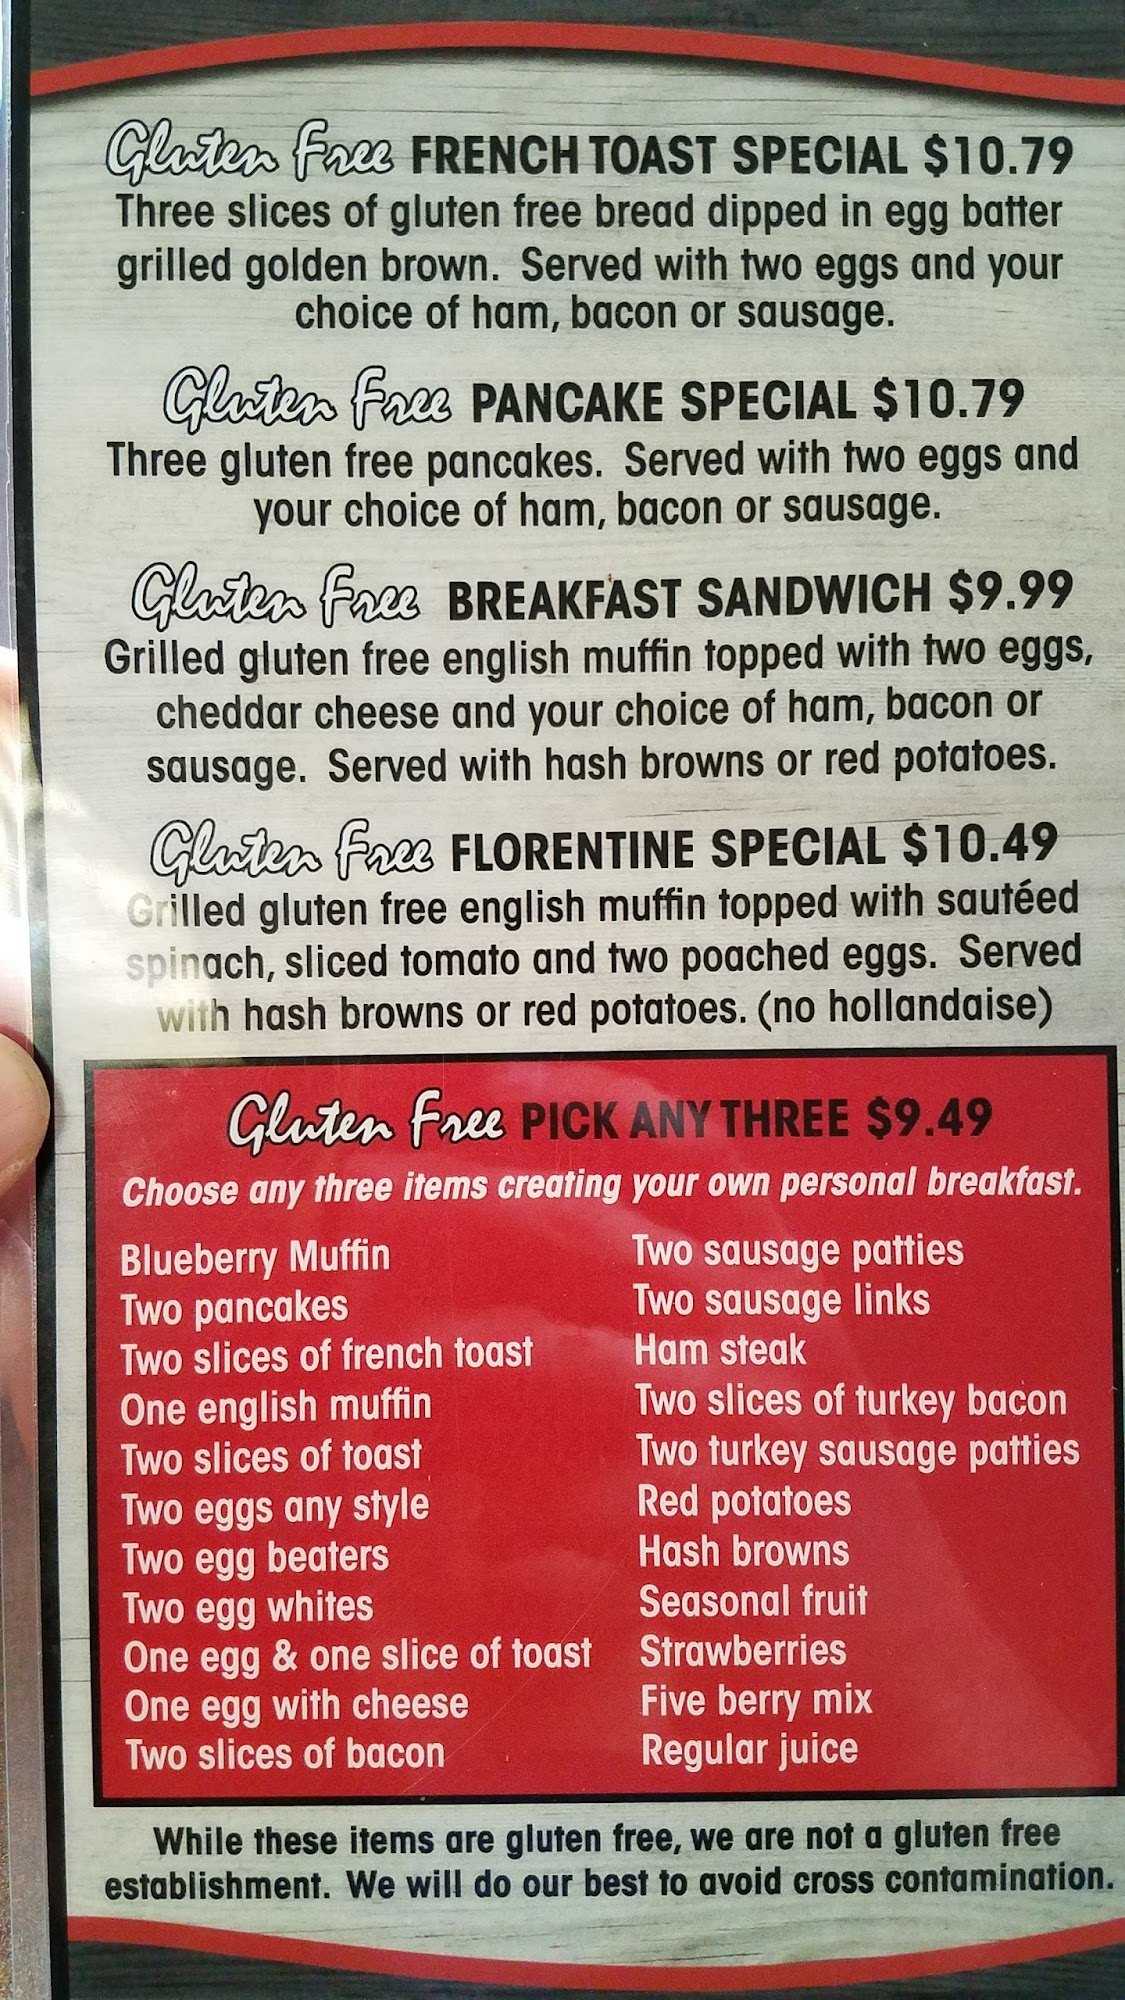 Gluten Free FRENCH TOAST SPECIAL $10.79
Three slices of gluten free bread dipped in egg batter
grilled golden brown. Served with two eggs and your
choice of ham, bacon or sausage.
Gluten Free PANCAKE SPECIAL $10.79
Three gluten free pancakes. Served with two eggs and
your choice of ham, bacon or sausage.
Gluten Free BREAKFAST SANDWICH $9.99
Grilled gluten free english muffin topped with two eggs,
cheddar cheese and your choice of ham, bacon or
sausage. Served with hash browns or red potatoes.
Gluten Free FLORENTINE SPECIAL $10.49
Grilled gluten free english muffin topped with sautéed
spinach, sliced tomato and two poached eggs. Served
with hash browns or red potatoes. (no hollandaise)
Gluten Free PICK ANY THREE $9.49
Choose any three items creating your own personal breakfast.
Blueberry Muffin
Two pancakes
Two slices of french toast
One english muffin
Two slices of toast
Two eggs any style
Two egg beaters
Two egg whites
One egg & one slice of toast
One egg with cheese
Two slices of bacon
Two sausage patties
Two sausage links
Ham steak
Two slices of turkey bacon
Two turkey sausage patties
Red potatoes
Hash browns
Seasonal fruit
Strawberries
Five berry mix
Regular juice
While these items are gluten free, we are not a gluten free
establishment. We will do our best to avoid cross contamination.